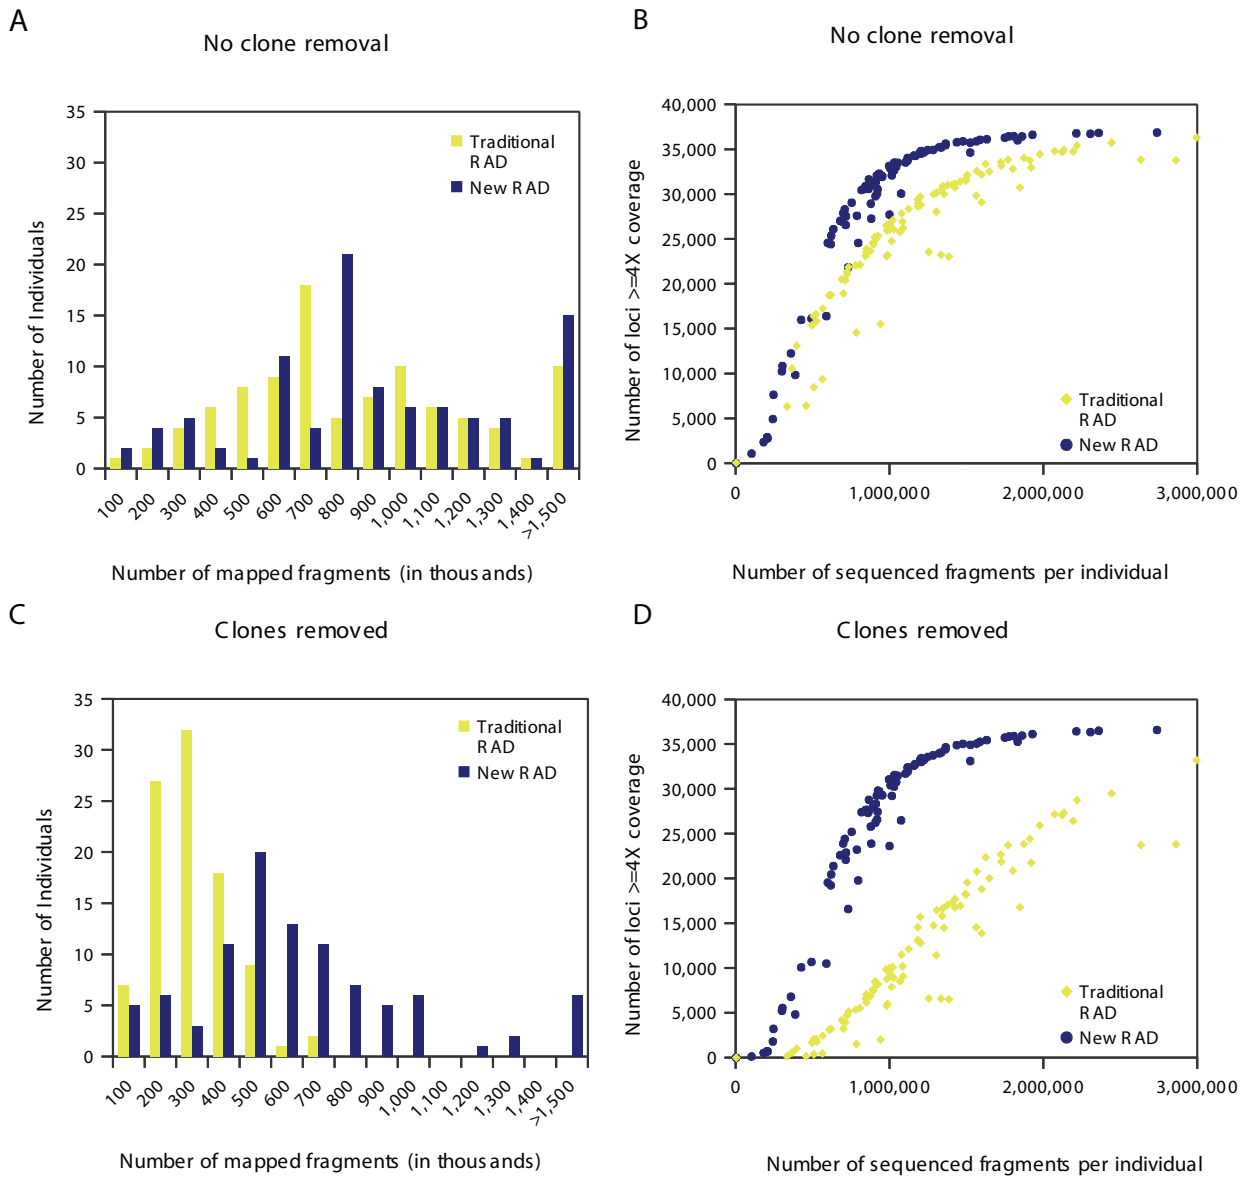 A
No clone removal
Number of Individuals
35
30
25
20
15
10
5
0
Traditional
RAD
New RAD
100
200
300
400
500
600
700
800
900
1,000
1,100
1,200
1,300
1,400
>1,500
Number of mapped fragments (in thousands)
B
No clone removal
Number of loci >=4X coverage
40,000
35,000
30,000
25,000
20,000
15,000
10,000
5,000
0
Traditional
RAD
New RAD
0
1,000,000
2,000,000
3,000,000
Number of sequenced fragments per individual
C
Clones removed
Number of Individuals
35
30
25
20
15
10
5
0
Traditional
RAD
New RAD
100
200
300
400
500
600
700
800
900
1,000
1,100
1,200
1,300
1,400
>1,500
Number of mapped fragments (in thousands)
D
Clones removed
Number of loci >=4X coverage
40,000
35,000
30,000
25,000
20,000
15,000
10,000
5,000
0
Traditional
RAD
New RAD
0
1,000,000
2,000,000
3,000,000
Number of sequenced fragments per individual